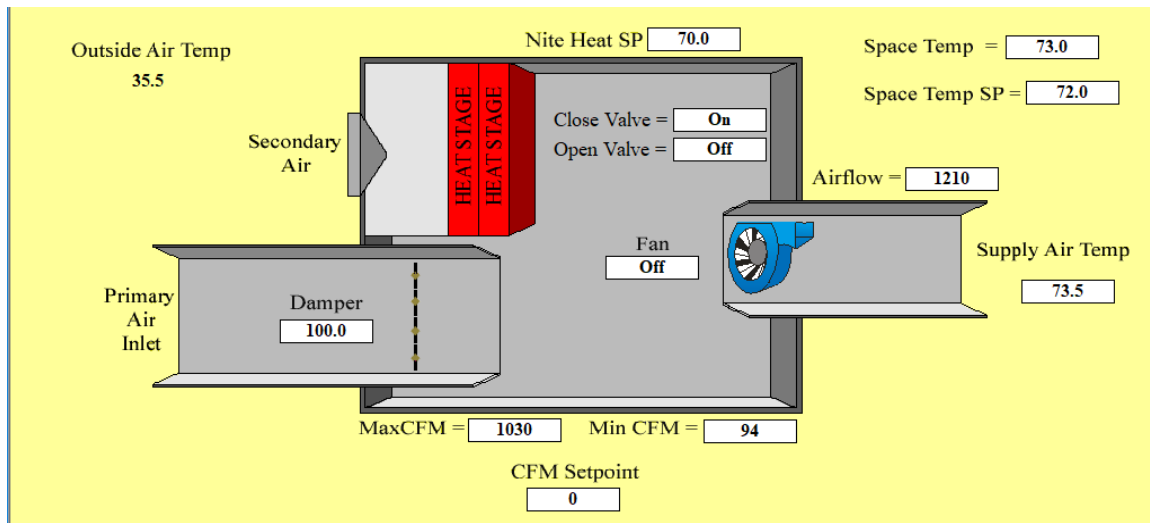 Nite Heat SP 70.0
Outside Air Temp
35.5
Space Temp = 73.0
Space Temp SP = 72.0
HEAT STAGE
HEAT STAGE
Close Valve = On
Open Valve = Off
Secondary
Air
Airflow = 1210
Fan
Off
Supply Air Temp
73.5
Primary
Air
Inlet
Damper
100.0
MaxCFM = 1030
Min CFM = 94
CFM Setpoint
0